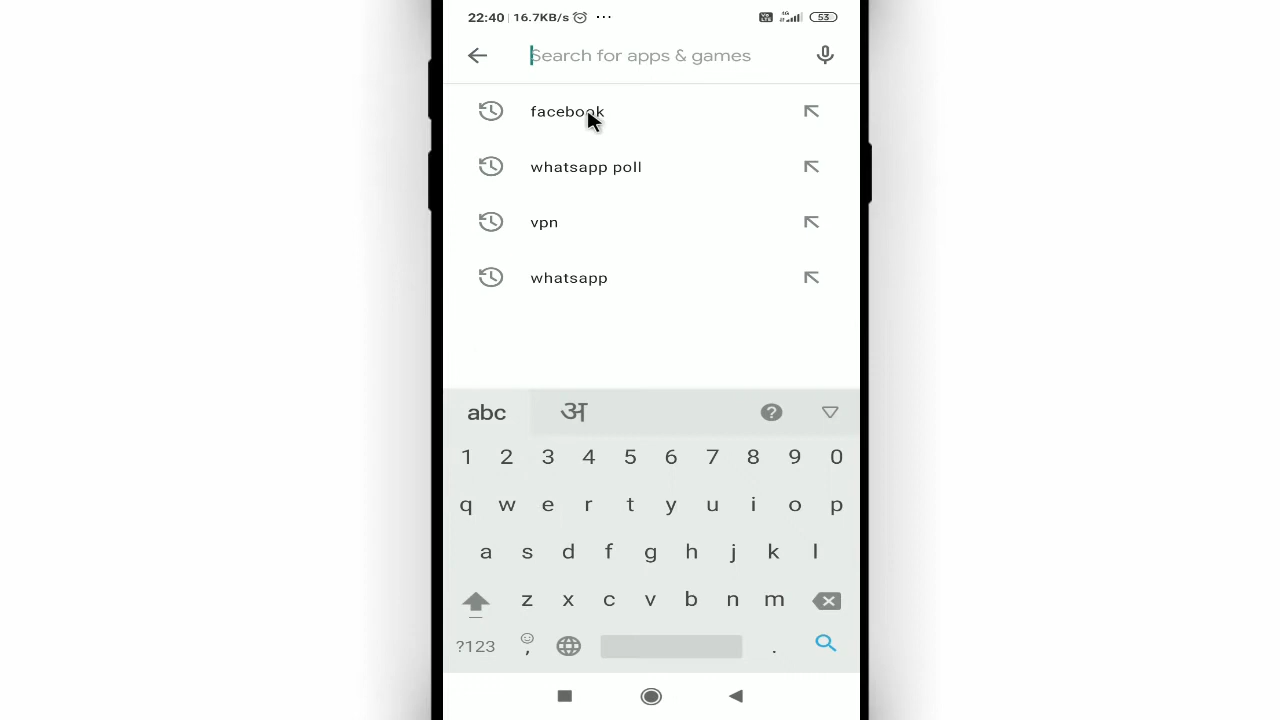 22:40 16.7KB/s ... 4G 53
Search for apps & games
facebook
whatsapp poll
vpn
whatsapp
abc अ ?
1 2 3 4 5 6 7 8 9 0
q w e r t y u i o p
a s d f g h j k l
z x c v b n m
?123 , .